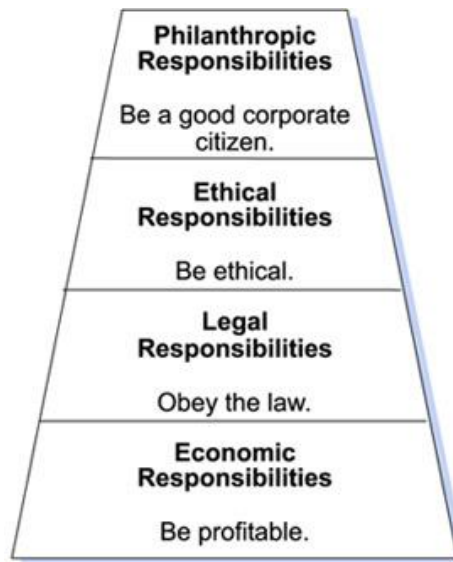 Philanthropic
Responsibilities
Be a good corporate
citizen.
Ethical
Responsibilities
Be ethical.
Legal
Responsibilities
Obey the law.
Economic
Responsibilities
Be profitable.